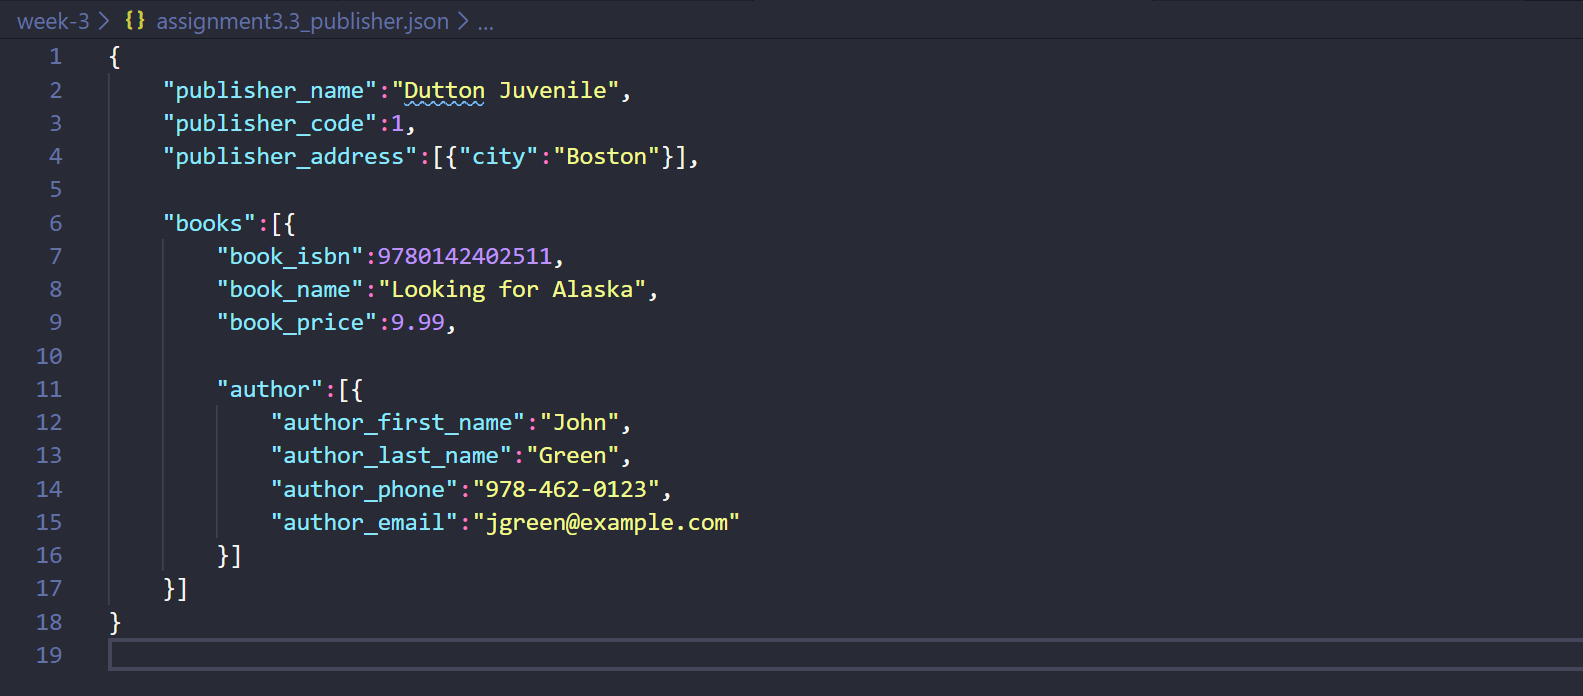 week-3 > {} assignment3.3_publisher.json > ...
1 {
2 "publisher_name":"Dutton Juvenile",
3 "publisher_code":1,
4 "publisher_address":[{"city":"Boston"}],
5
6 "books":[{
7 "book_isbn":9780142402511,
8 "book_name":"Looking for Alaska",
9 "book_price":9.99,
10
11 "author":[{
12 "author_first_name":"John",
13 "author_last_name":"Green",
14 "author_phone":"978-462-0123",
15 "author_email":"jgreen@example.com"
16 }]
17 }]
18 }
19